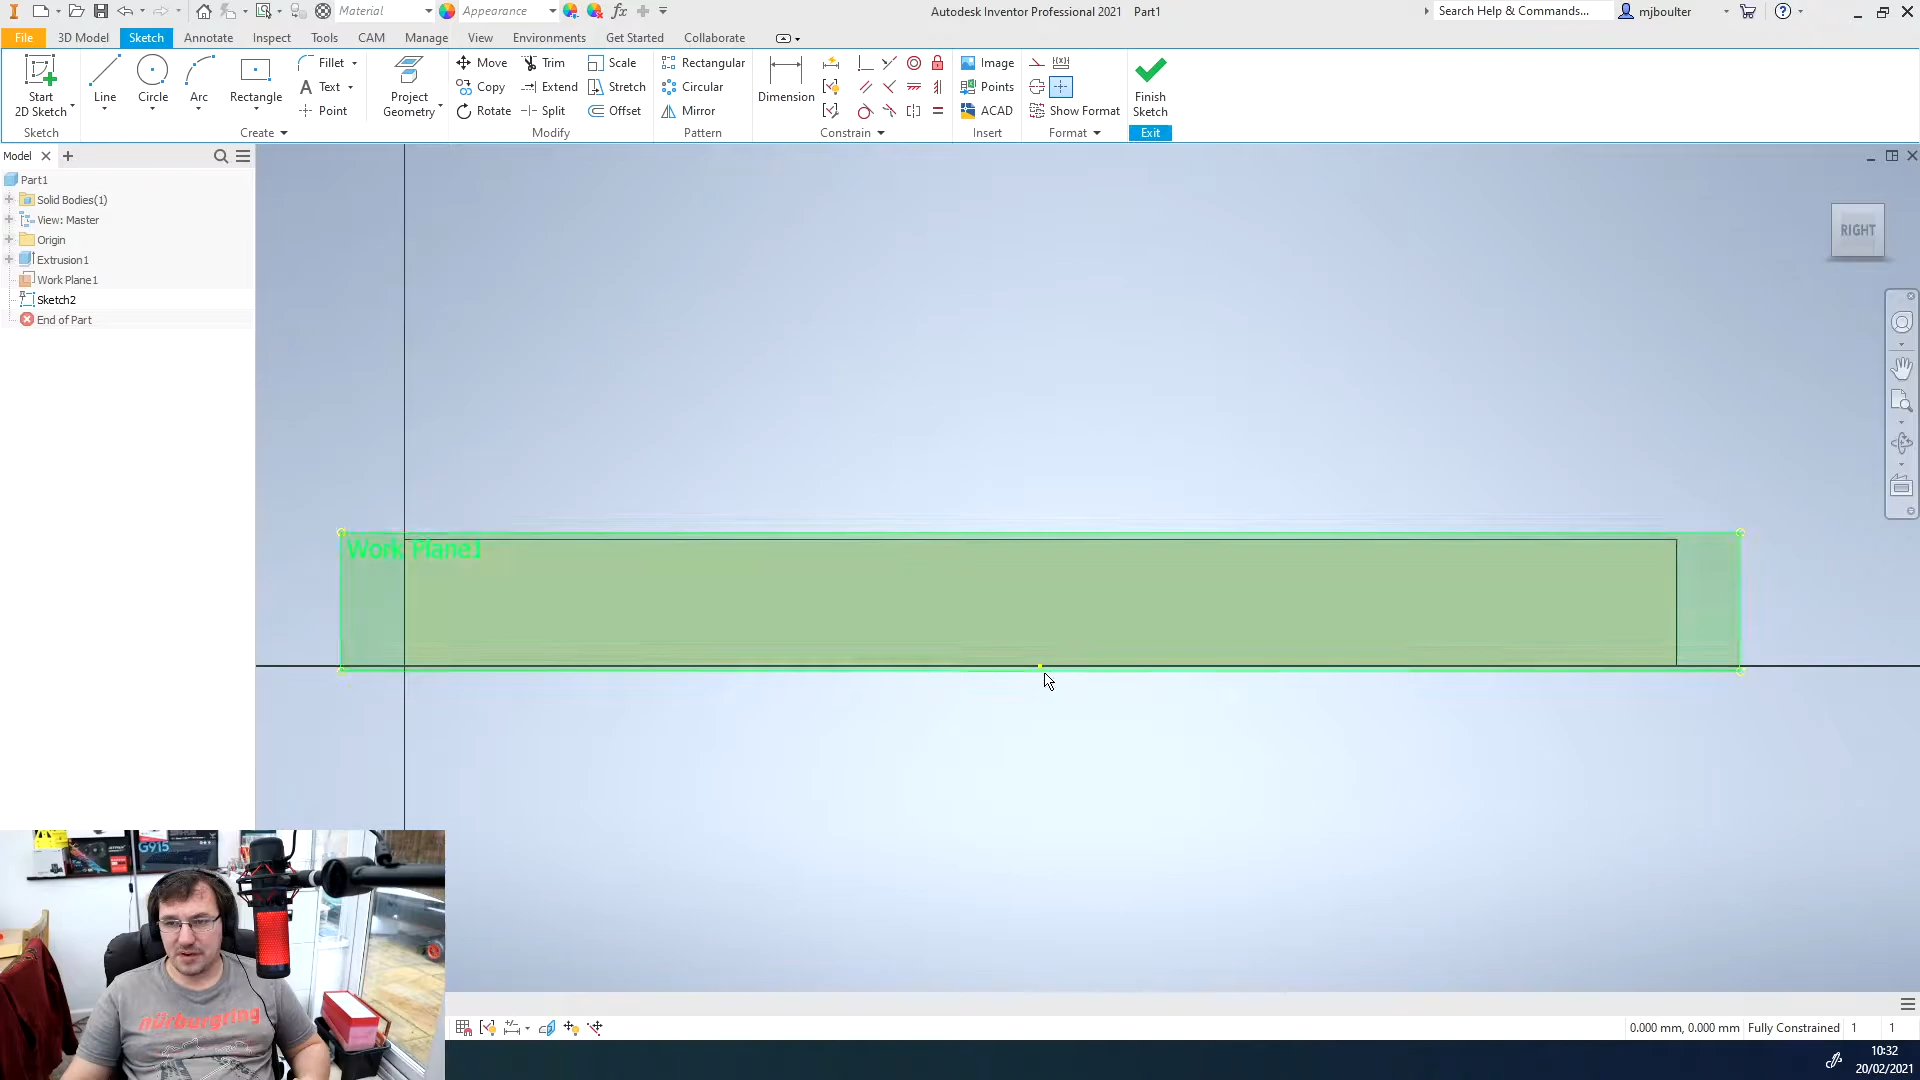 Material
Appearance
Autodesk Inventor Professional 2021 Part1
Search Help & Commands...
mjboulter
File
3D Model
Sketch
Annotate
Inspect
Tools
CAM
Manage
View
Environments
Get Started
Collaborate
Start
2D Sketch
Line
Circle
Arc
Rectangle
Fillet
Text
Point
Project
Geometry
Move
Copy
Rotate
Trim
Extend
Split
Scale
Stretch
Offset
Rectangular
Circular
Mirror
Dimension
Image
Points
ACAD
Show Format
Finish
Sketch
Sketch
Create
Modify
Pattern
Constrain
Insert
Format
Exit
Model
Part1
Solid Bodies(1)
View: Master
Origin
Extrusion1
Work Plane1
Sketch2
End of Part
RIGHT
Work Plane1
G915
nürburgring
0.000 mm, 0.000 mm Fully Constrained 1 1
10:32
20/02/2021